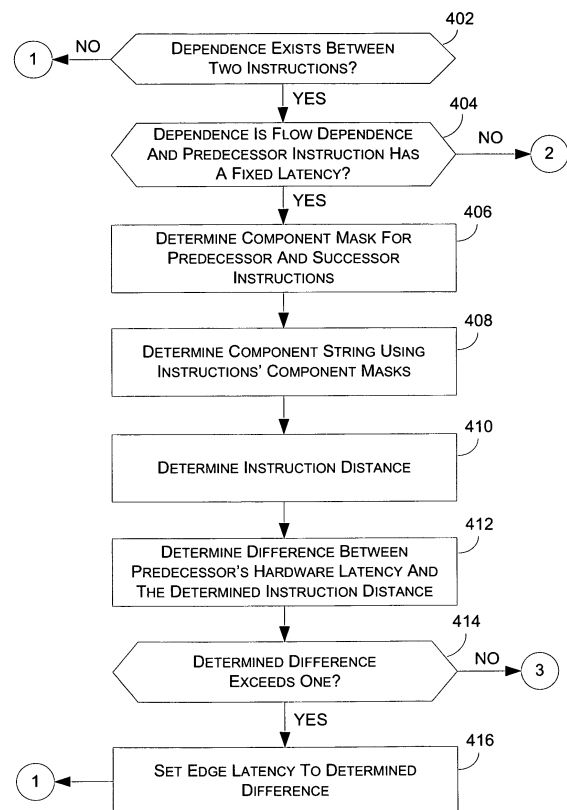 402
1
NO
DEPENDENCE EXISTS BETWEEN
TWO INSTRUCTIONS?
YES
404
DEPENDENCE IS FLOW DEPENDENCE
AND PREDECESSOR INSTRUCTION HAS
A FIXED LATENCY?
NO
2
YES
406
DETERMINE COMPONENT MASK FOR
PREDECESSOR AND SUCCESSOR
INSTRUCTIONS
408
DETERMINE COMPONENT STRING USING
INSTRUCTIONS' COMPONENT MASKS
410
DETERMINE INSTRUCTION DISTANCE
412
DETERMINE DIFFERENCE BETWEEN
PREDECESSOR'S HARDWARE LATENCY AND
THE DETERMINED INSTRUCTION DISTANCE
414
DETERMINED DIFFERENCE
EXCEEDS ONE?
NO
3
YES
416
1
SET EDGE LATENCY TO DETERMINED
DIFFERENCE